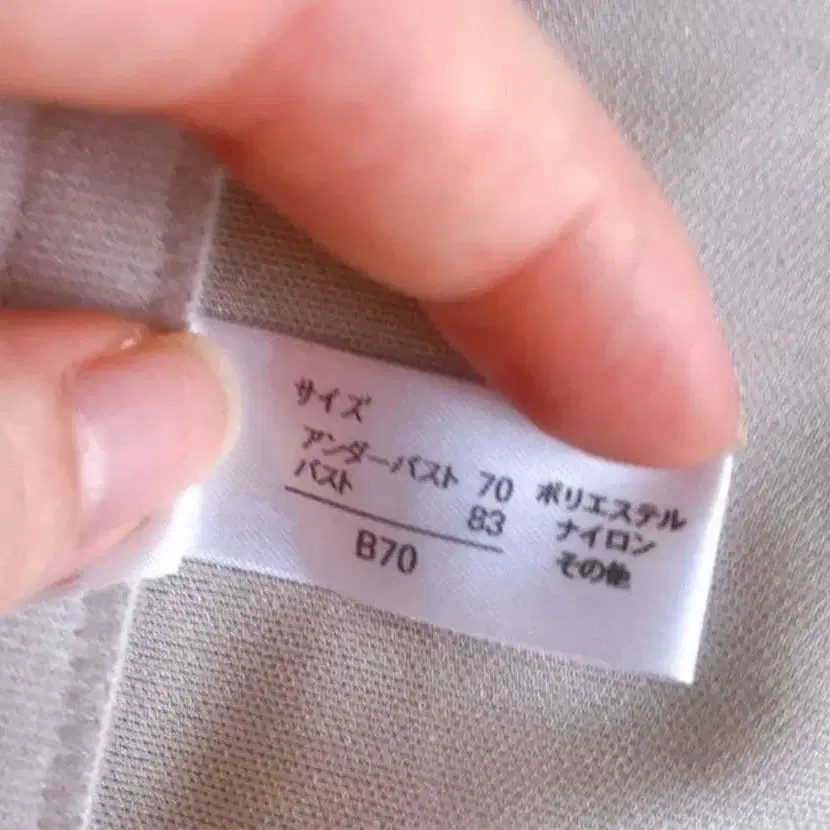 サイズ
アンダーバスト 70
バスト 83
B70
ポリエステル
ナイロン
その他